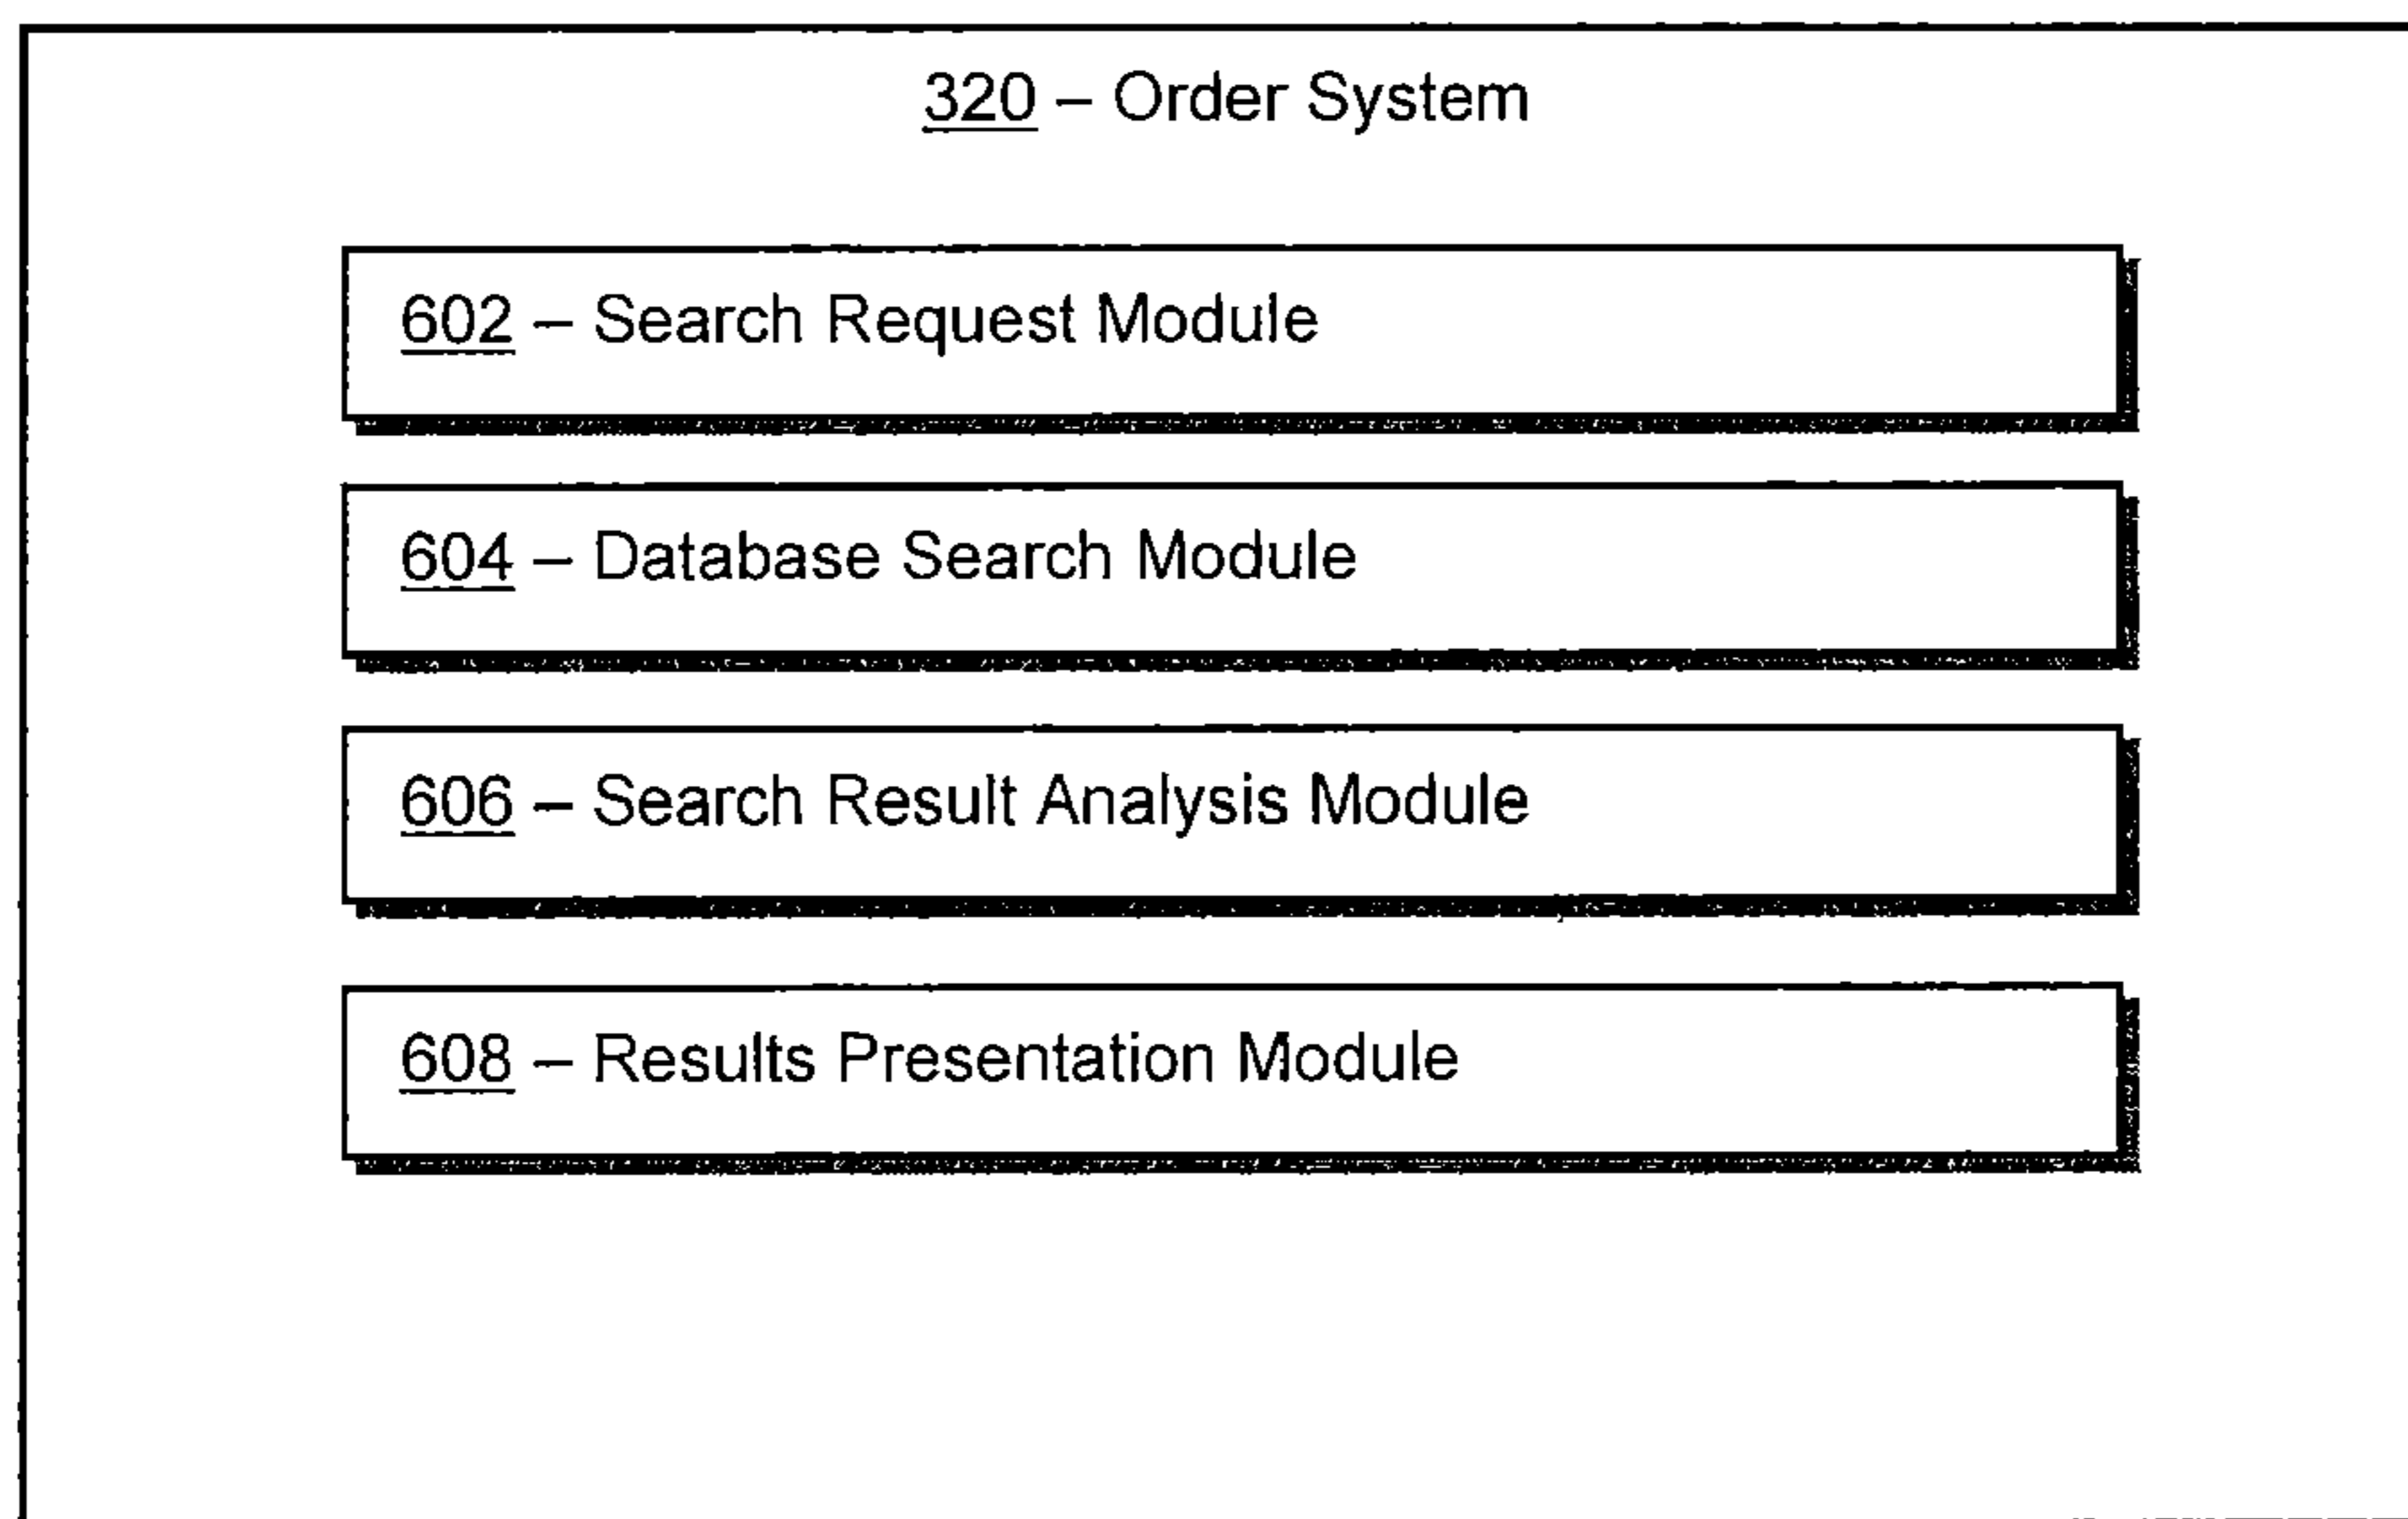 320 – Order System
602 – Search Request Module
604 – Database Search Module
606 – Search Result Analysis Module
608 – Results Presentation Module